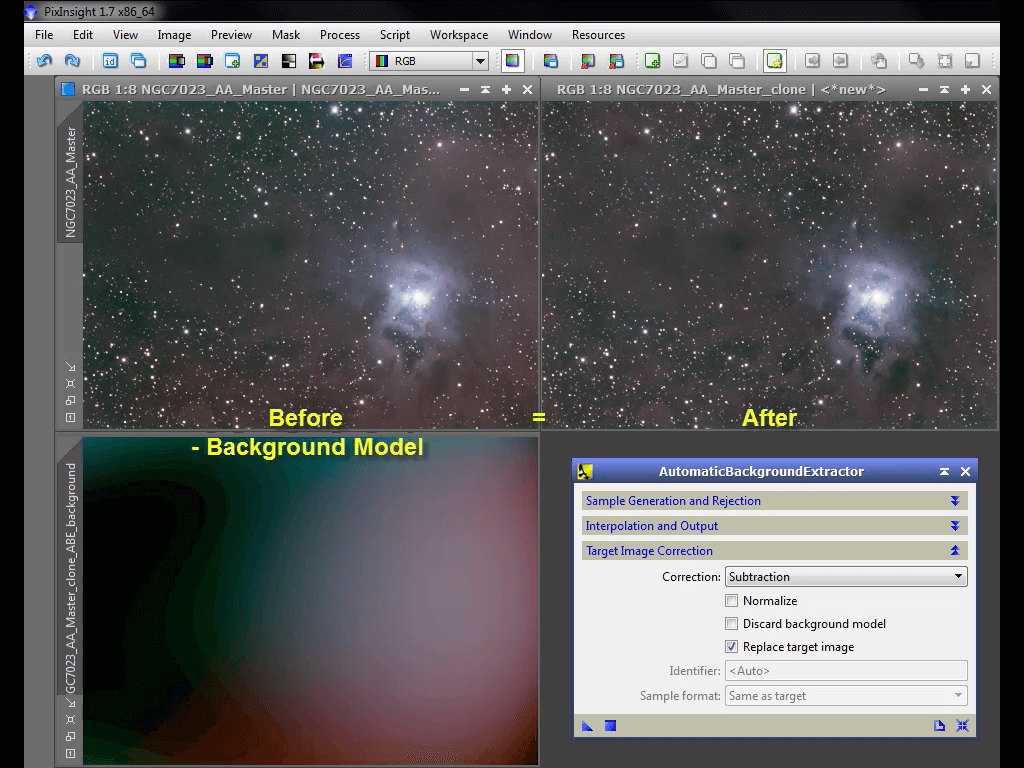 PixInsight 1.7 x86_64
File Edit View Image Preview Mask Process Script Workspace Window Resources
id RGB
RGB 1:8 NGC7023_AA_Master | NGC7023_AA_Mas...
RGB 1:8 NGC7023_AA_Master_clone | <*new*>
NGC7023_AA_Master
Before = After
- Background Model
GC7023_AA_Master_clone_ABE_background
AutomaticBackgroundExtractor
Sample Generation and Rejection
Interpolation and Output
Target Image Correction
Correction: Subtraction
Normalize
Discard background model
Replace target image
Identifier: <Auto>
Sample format: Same as target